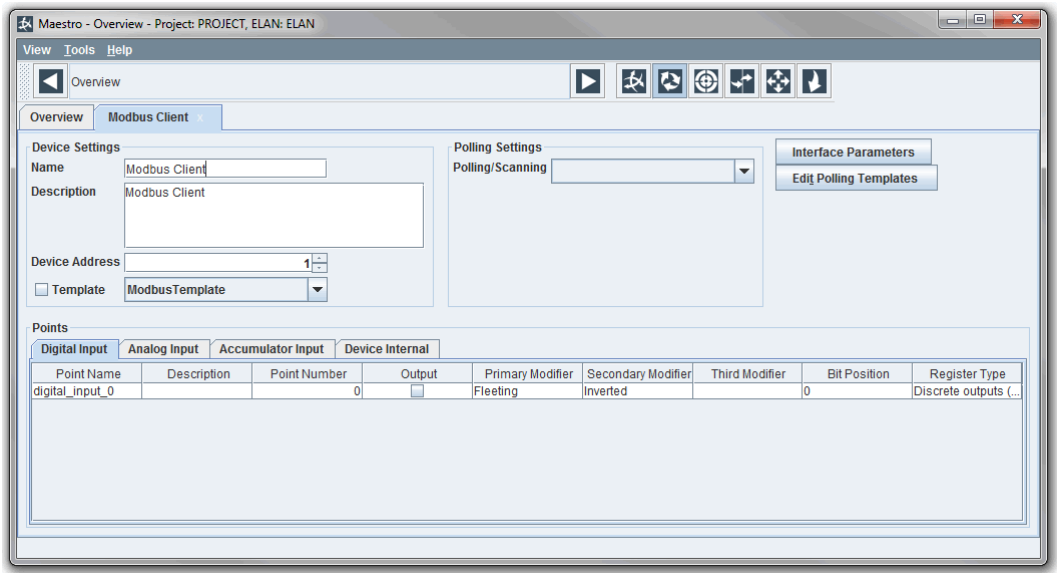 Maestro - Overview - Project: PROJECT, ELAN: ELAN
View Tools Help
Overview
Overview Modbus Client x
Device Settings Polling Settings
Name Modbus Client Polling/Scanning Interface Parameters
Description Modbus Client Edit Polling Templates
Device Address 1
Template ModbusTemplate
Points
Digital Input Analog Input Accumulator Input Device Internal
Point Name Description Point Number Output Primary Modifier Secondary Modifier Third Modifier Bit Position Register Type
digital_input_0 0 Fleeting Inverted 0 Discrete outputs (...